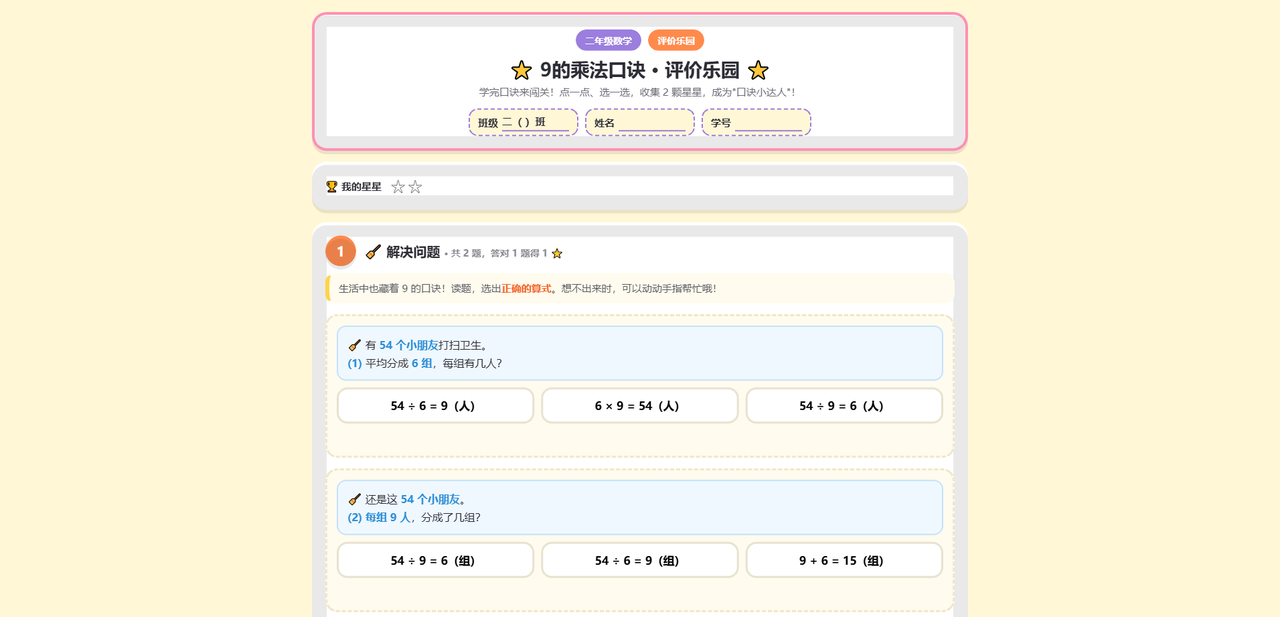 二年级数学 评价乐园
9的乘法口诀·评价乐园
学完口诀来闯关！点一点、选一选，收集 2 颗星星，成为"口诀小达人"！
班级 二（ ）班 姓名 学号
我的星星 ☆☆
1 解决问题 · 共 2 题，答对 1 题得 1
生活中也藏着 9 的口诀！读题，选出正确的算式。想不出来时，可以动动手指帮忙哦！
有 54 个小朋友打扫卫生。
(1) 平均分成 6 组，每组有几人？
54 ÷ 6 = 9（人） 6 × 9 = 54（人） 54 ÷ 9 = 6（人）
还是这 54 个小朋友。
(2) 每组 9 人，分成了几组？
54 ÷ 9 = 6（组） 54 ÷ 6 = 9（组） 9 + 6 = 15（组）